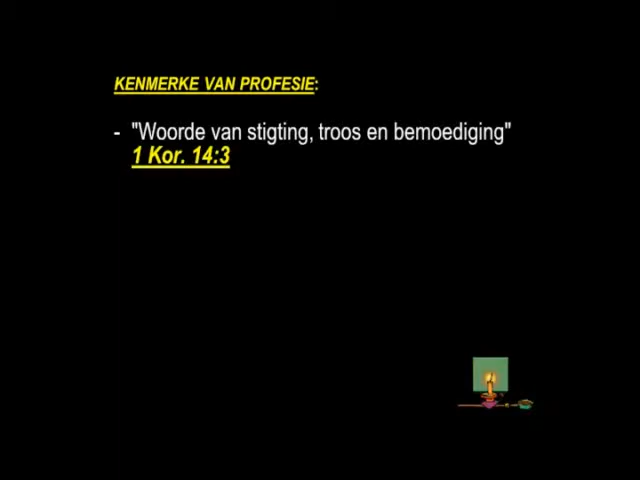 KENMERKE VAN PROFESIE:
- "Woorde van stigting, troos en bemoediging"
1 Kor. 14:3